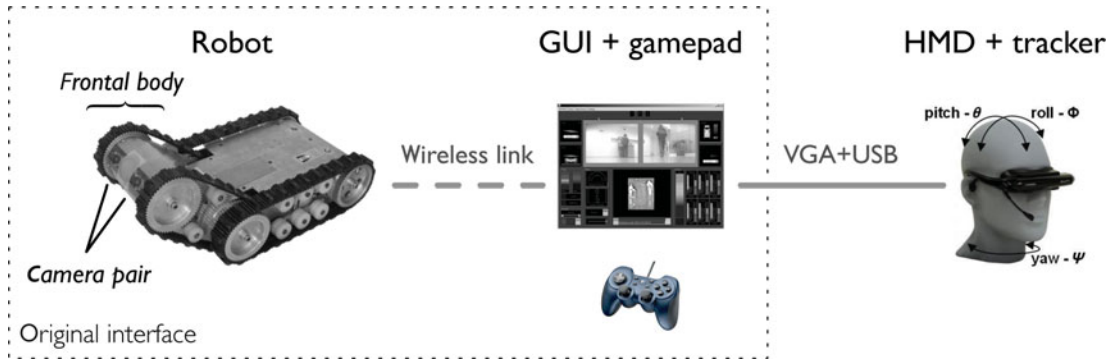 Robot
GUI + gamepad
HMD + tracker
Frontal body
pitch - θ
roll - Φ
Wireless link
VGA+USB
Camera pair
yaw - Ψ
Original interface